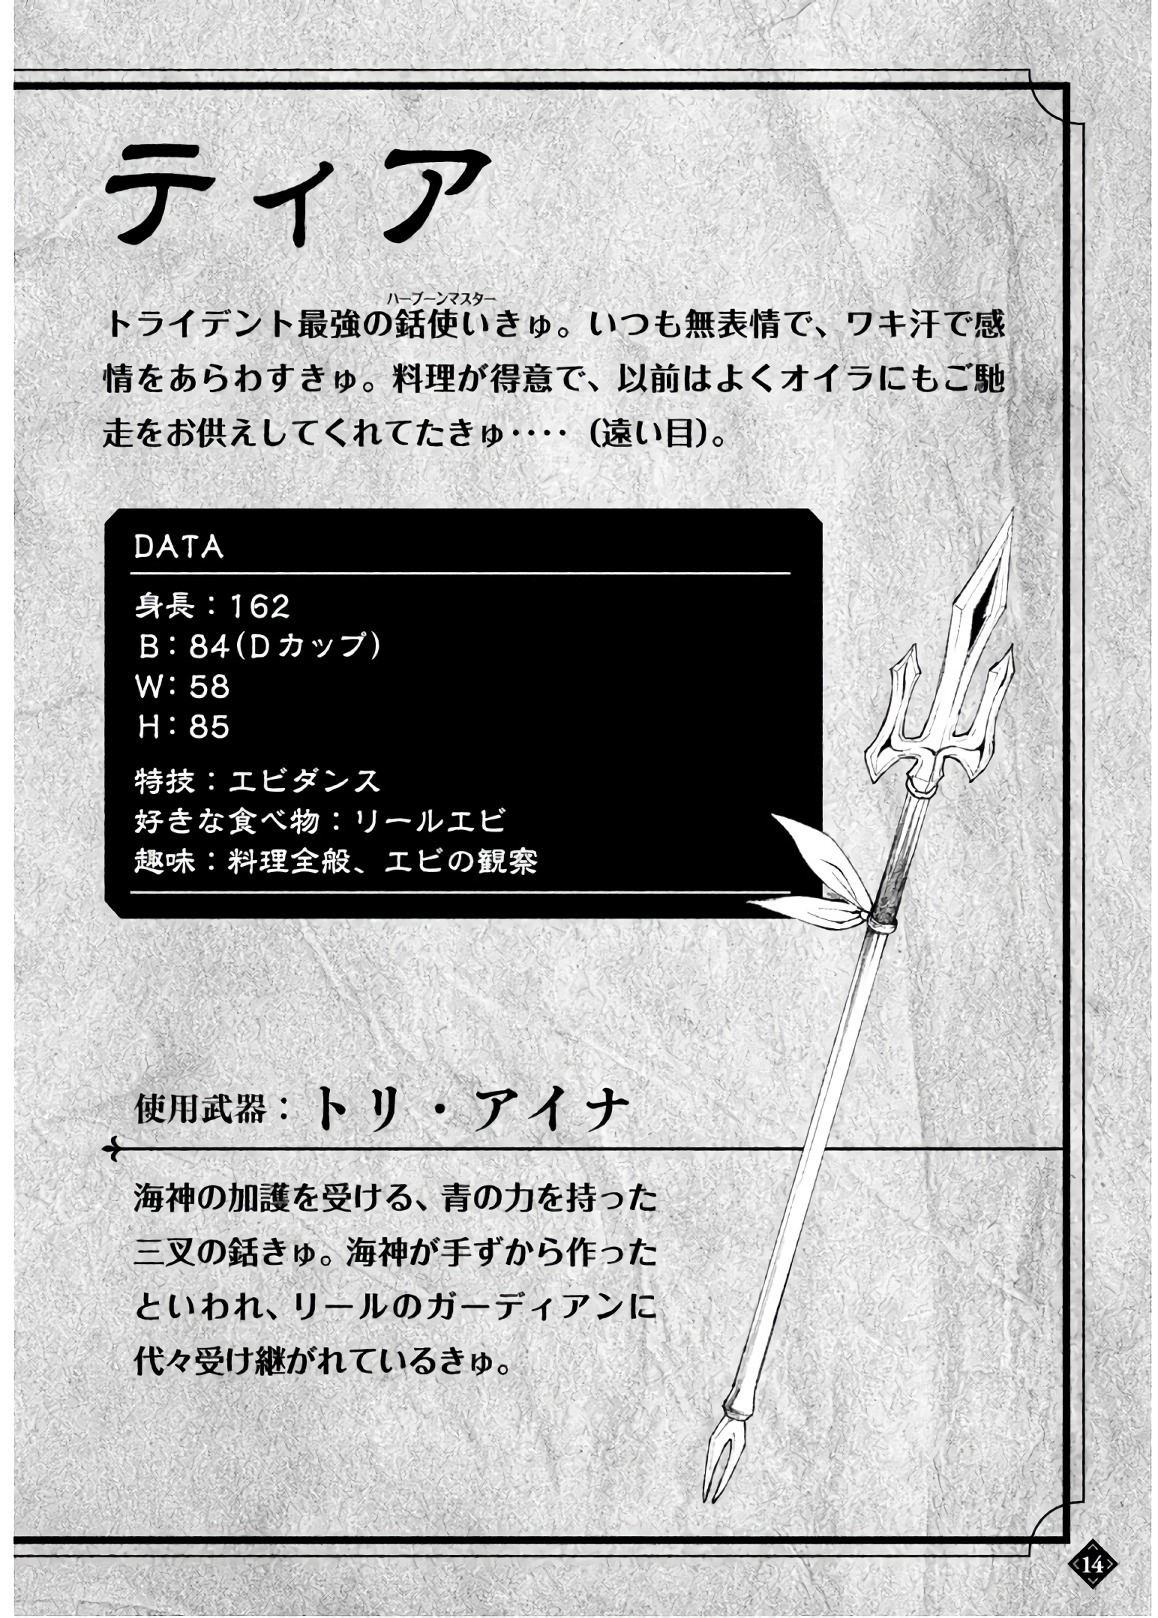 ティア
ハープーンマスター
トライデント最強の銛使いきゅ。いつも無表情で、ワキ汗で感
情をあらわすきゅ。料理が得意で、以前はよくオイラにもご馳
走をお供えしてくれてたきゅ‥‥（遠い目）。
DATA
身長：162
B：84(Dカップ)
W：58
H：85
特技：エビダンス
好きな食べ物：リールエビ
趣味：料理全般、エビの観察
使用武器：トリ・アイナ
海神の加護を受ける、青の力を持った
三叉の銛きゅ。海神が手ずから作った
といわれ、リールのガーディアンに
代々受け継がれているきゅ。
14